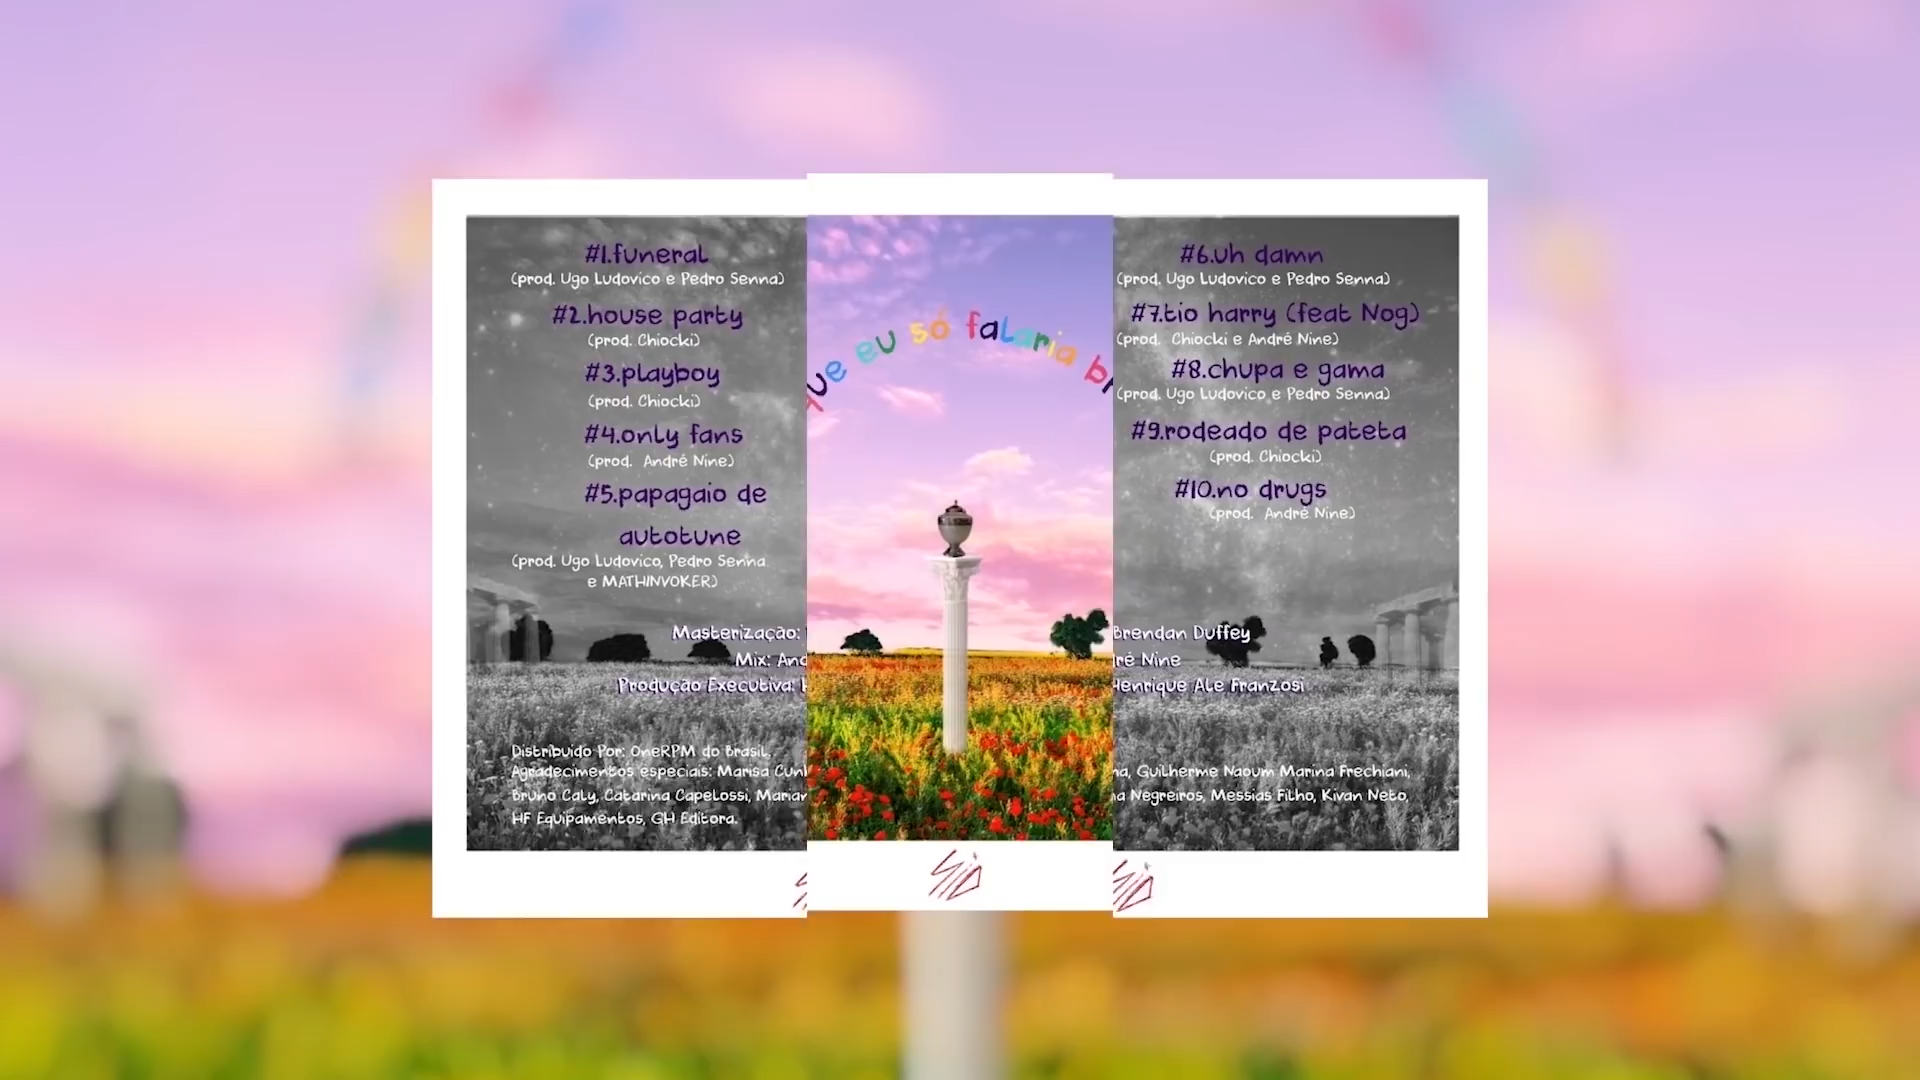 #1.funeral
(prod. Ugo Ludovico e Pedro Senna)
#2.house party
(prod. Chiocki)
#3.playboy
(prod. Chiocki)
#4.only fans
(prod. André Nine)
#5.papagaio de
autotune
(prod. Ugo Ludovico, Pedro Senna
e MATHINVOKER)
que eu só falaria
#6.uh damn
(prod. Ugo Ludovico e Pedro Senna)
#7.tio harry (feat Nog)
(prod. Chiocki e André Nine)
#8.chupa e gama
(prod. Ugo Ludovico e Pedro Senna)
#9.rodeado de pateta
(prod. Chiocki)
#10.no drugs
(prod. André Nine)
Masterização: Brendan Duffey
Mix: André Nine
Produção Executiva: Henrique Ale Franzosi
Distribuido Por: OneRPM do Brasil.
Agradecimentos especiais: Marisa Guilherme Naoum Marina Frechiani,
Bruno Caly, Catarina Capelossi, Negreiros, Messias Filho, Kivan Neto,
HF Equipamentos, GH Editora.
SID